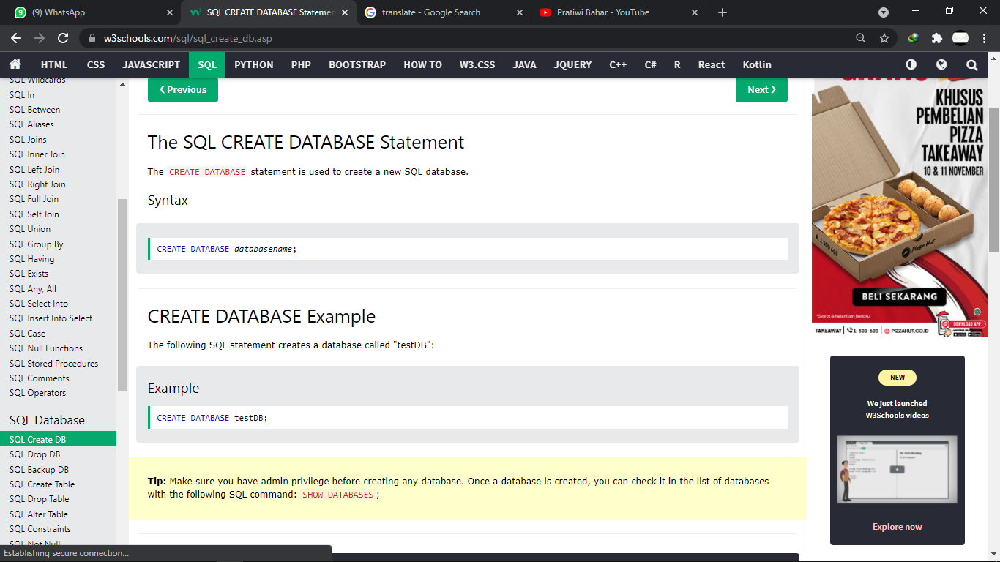 (9) WhatsApp
SQL CREATE DATABASE Statemen
translate - Google Search
Pratiwi Bahar - YouTube
w3schools.com/sql/sql_create_db.asp
HTML CSS JAVASCRIPT SQL PYTHON PHP BOOTSTRAP HOW TO W3.CSS JAVA JQUERY C++ C# R React Kotlin
SQL Wildcards
SQL In
SQL Between
SQL Aliases
SQL Joins
SQL Inner Join
SQL Left Join
SQL Right Join
SQL Full Join
SQL Self Join
SQL Union
SQL Group By
SQL Having
SQL Exists
SQL Any, All
SQL Select Into
SQL Insert Into Select
SQL Case
SQL Null Functions
SQL Stored Procedures
SQL Comments
SQL Operators
SQL Database
SQL Create DB
SQL Drop DB
SQL Backup DB
SQL Create Table
SQL Drop Table
SQL Alter Table
SQL Constraints
SQL Not Null
Establishing secure connection...
❮ Previous
Next ❯
The SQL CREATE DATABASE Statement
The CREATE DATABASE statement is used to create a new SQL database.
Syntax
CREATE DATABASE databasename;
CREATE DATABASE Example
The following SQL statement creates a database called "testDB":
Example
CREATE DATABASE testDB;
Tip: Make sure you have admin privilege before creating any database. Once a database is created, you can check it in the list of databases
with the following SQL command: SHOW DATABASES;
KHUSUS
PEMBELIAN
PIZZA
TAKEAWAY
10 & 11 NOVEMBER
1 500 600
Pizza Hut
BELI SEKARANG
*Syarat & Ketentuan Berlaku
DOWNLOAD APP
TAKEAWAY | 1-500-600 | PIZZAHUT.CO.ID
NEW
We just launched
W3Schools videos
Explore now